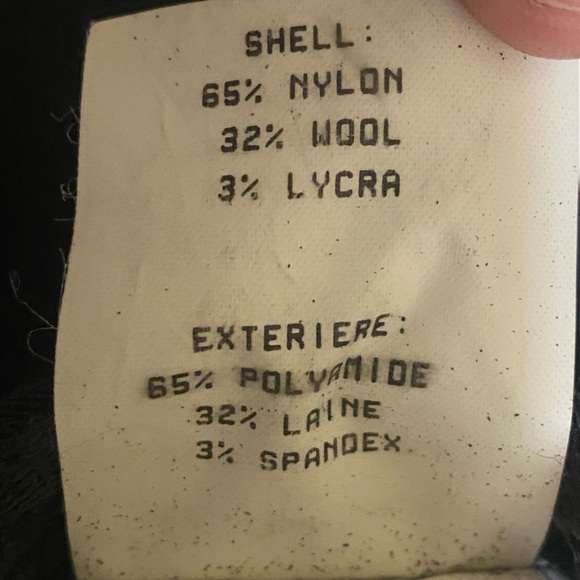 SHELL:
65% NYLON
32% WOOL
3% LYCRA
EXTERIERE:
65% POLYAMIDE
32% LAINE
3% SPANDEX